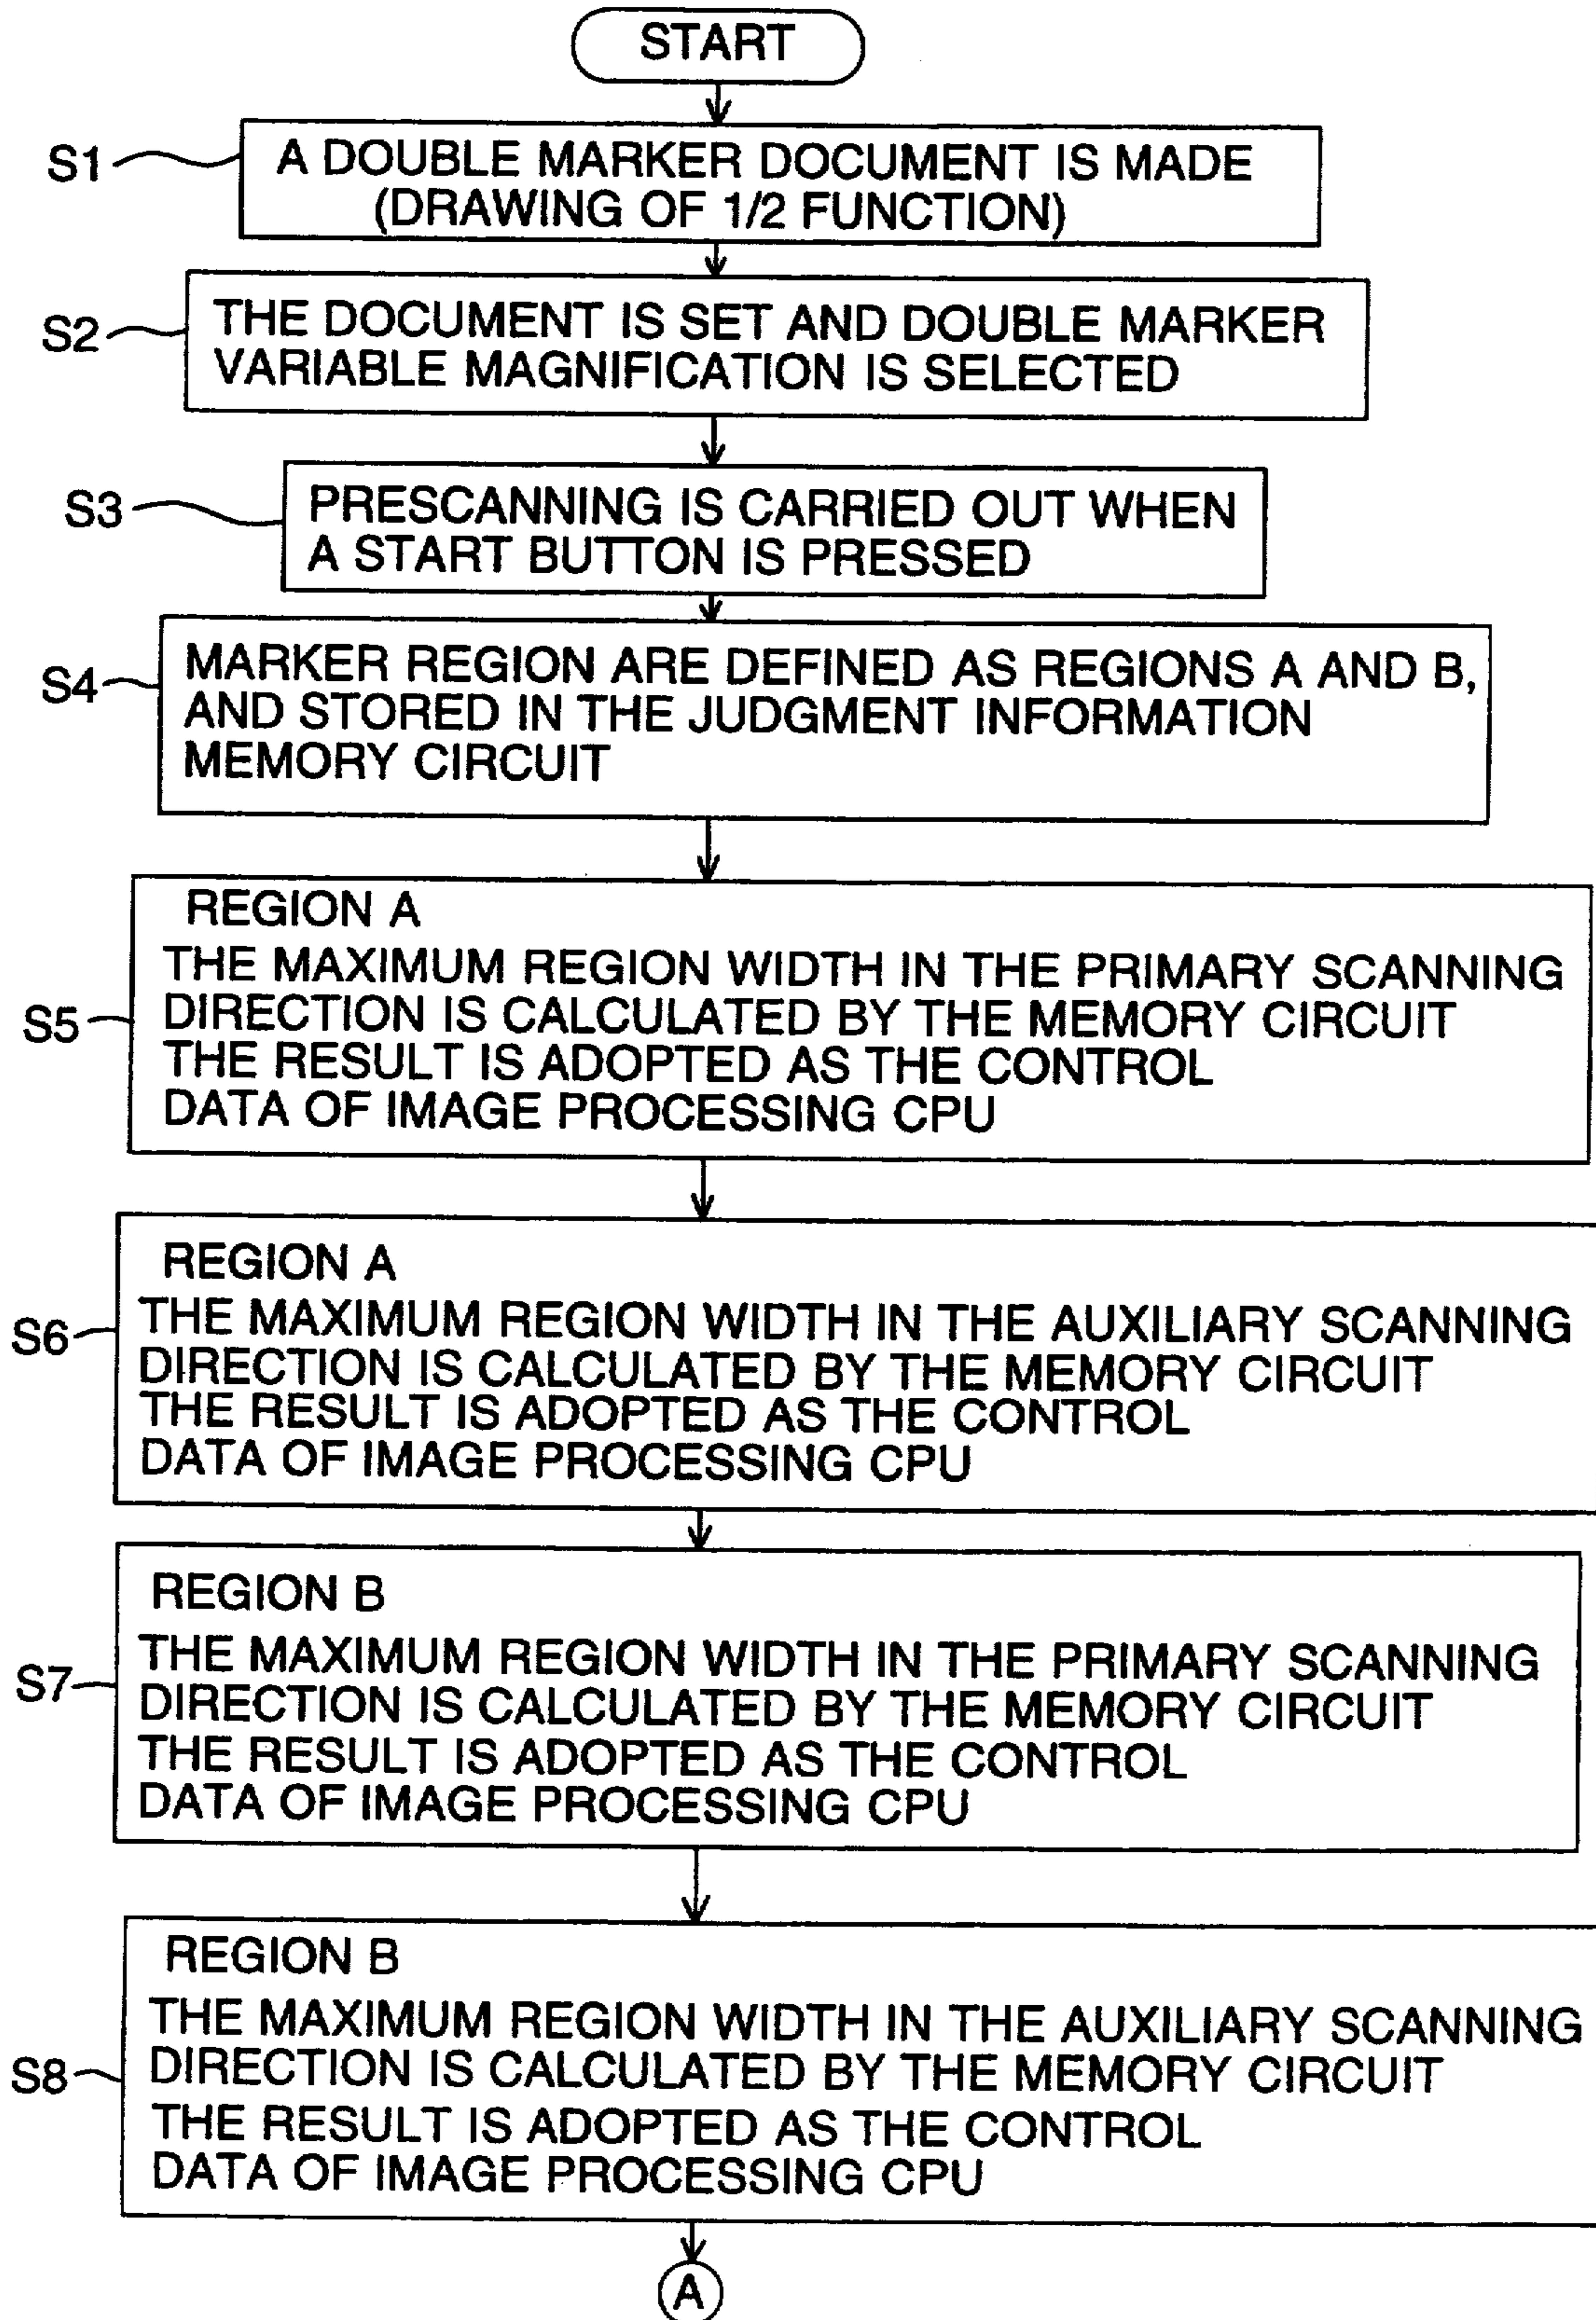 START
S1
A DOUBLE MARKER DOCUMENT IS MADE
(DRAWING OF 1/2 FUNCTION)
S2
THE DOCUMENT IS SET AND DOUBLE MARKER
VARIABLE MAGNIFICATION IS SELECTED
S3
PRESCANNING IS CARRIED OUT WHEN
A START BUTTON IS PRESSED
S4
MARKER REGION ARE DEFINED AS REGIONS A AND B,
AND STORED IN THE JUDGMENT INFORMATION
MEMORY CIRCUIT
S5
REGION A
THE MAXIMUM REGION WIDTH IN THE PRIMARY SCANNING
DIRECTION IS CALCULATED BY THE MEMORY CIRCUIT
THE RESULT IS ADOPTED AS THE CONTROL
DATA OF IMAGE PROCESSING CPU
S6
REGION A
THE MAXIMUM REGION WIDTH IN THE AUXILIARY SCANNING
DIRECTION IS CALCULATED BY THE MEMORY CIRCUIT
THE RESULT IS ADOPTED AS THE CONTROL
DATA OF IMAGE PROCESSING CPU
S7
REGION B
THE MAXIMUM REGION WIDTH IN THE PRIMARY SCANNING
DIRECTION IS CALCULATED BY THE MEMORY CIRCUIT
THE RESULT IS ADOPTED AS THE CONTROL
DATA OF IMAGE PROCESSING CPU
S8
REGION B
THE MAXIMUM REGION WIDTH IN THE AUXILIARY SCANNING
DIRECTION IS CALCULATED BY THE MEMORY CIRCUIT
THE RESULT IS ADOPTED AS THE CONTROL
DATA OF IMAGE PROCESSING CPU
A